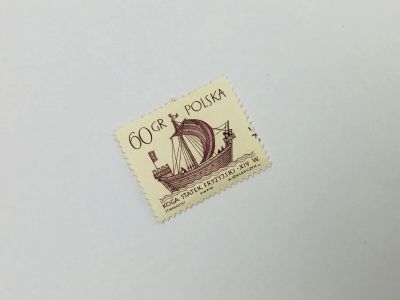 60 GR POLSKA
KOGA. STATEK FRYZYJSKI-XIV W.